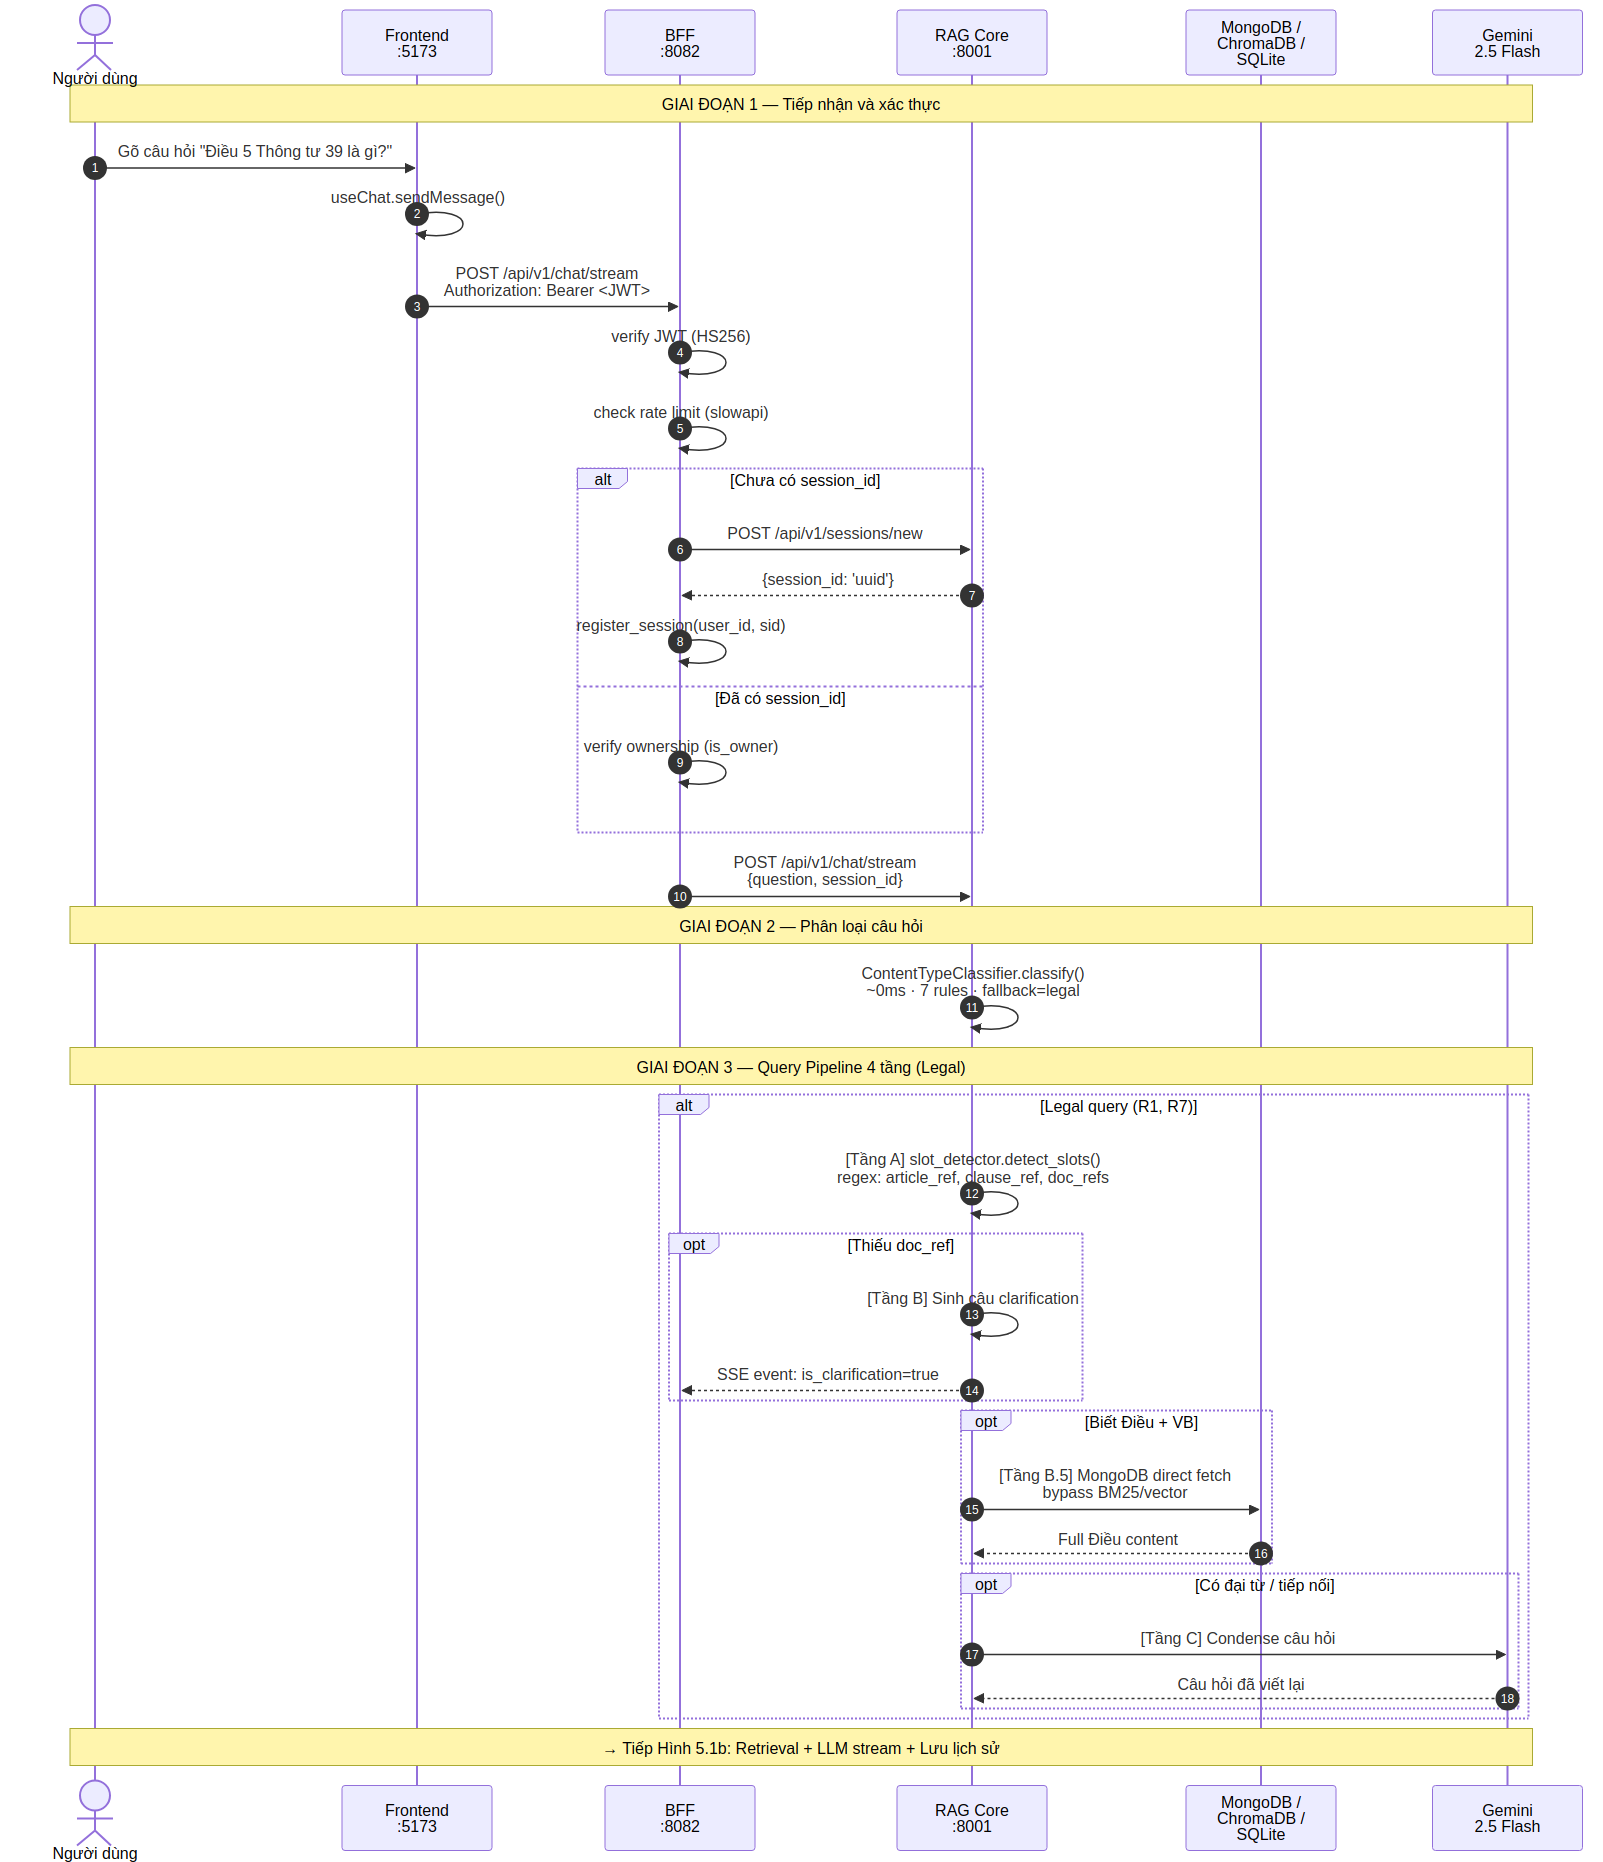 Người dùng
Frontend
:5173
BFF
:8082
RAG Core
:8001
MongoDB /
ChromaDB /
SQLite
Gemini
2.5 Flash
GIAI ĐOẠN 1 — Tiếp nhận và xác thực
Gõ câu hỏi "Điều 5 Thông tư 39 là gì?"
1
useChat.sendMessage()
2
POST /api/v1/chat/stream
Authorization: Bearer <JWT>
3
verify JWT (HS256)
4
check rate limit (slowapi)
5
alt
[Chưa có session_id]
POST /api/v1/sessions/new
6
{session_id: 'uuid'}
7
register_session(user_id, sid)
8
[Đã có session_id]
verify ownership (is_owner)
9
POST /api/v1/chat/stream
{question, session_id}
10
GIAI ĐOẠN 2 — Phân loại câu hỏi
ContentTypeClassifier.classify()
~0ms · 7 rules · fallback=legal
11
GIAI ĐOẠN 3 — Query Pipeline 4 tầng (Legal)
alt
[Legal query (R1, R7)]
[Tầng A] slot_detector.detect_slots()
regex: article_ref, clause_ref, doc_refs
12
opt
[Thiếu doc_ref]
[Tầng B] Sinh câu clarification
13
SSE event: is_clarification=true
14
opt
[Biết Điều + VB]
[Tầng B.5] MongoDB direct fetch
bypass BM25/vector
15
Full Điều content
16
opt
[Có đại từ / tiếp nối]
[Tầng C] Condense câu hỏi
17
Câu hỏi đã viết lại
18
→ Tiếp Hình 5.1b: Retrieval + LLM stream + Lưu lịch sử
Người dùng
Frontend
:5173
BFF
:8082
RAG Core
:8001
MongoDB /
ChromaDB /
SQLite
Gemini
2.5 Flash